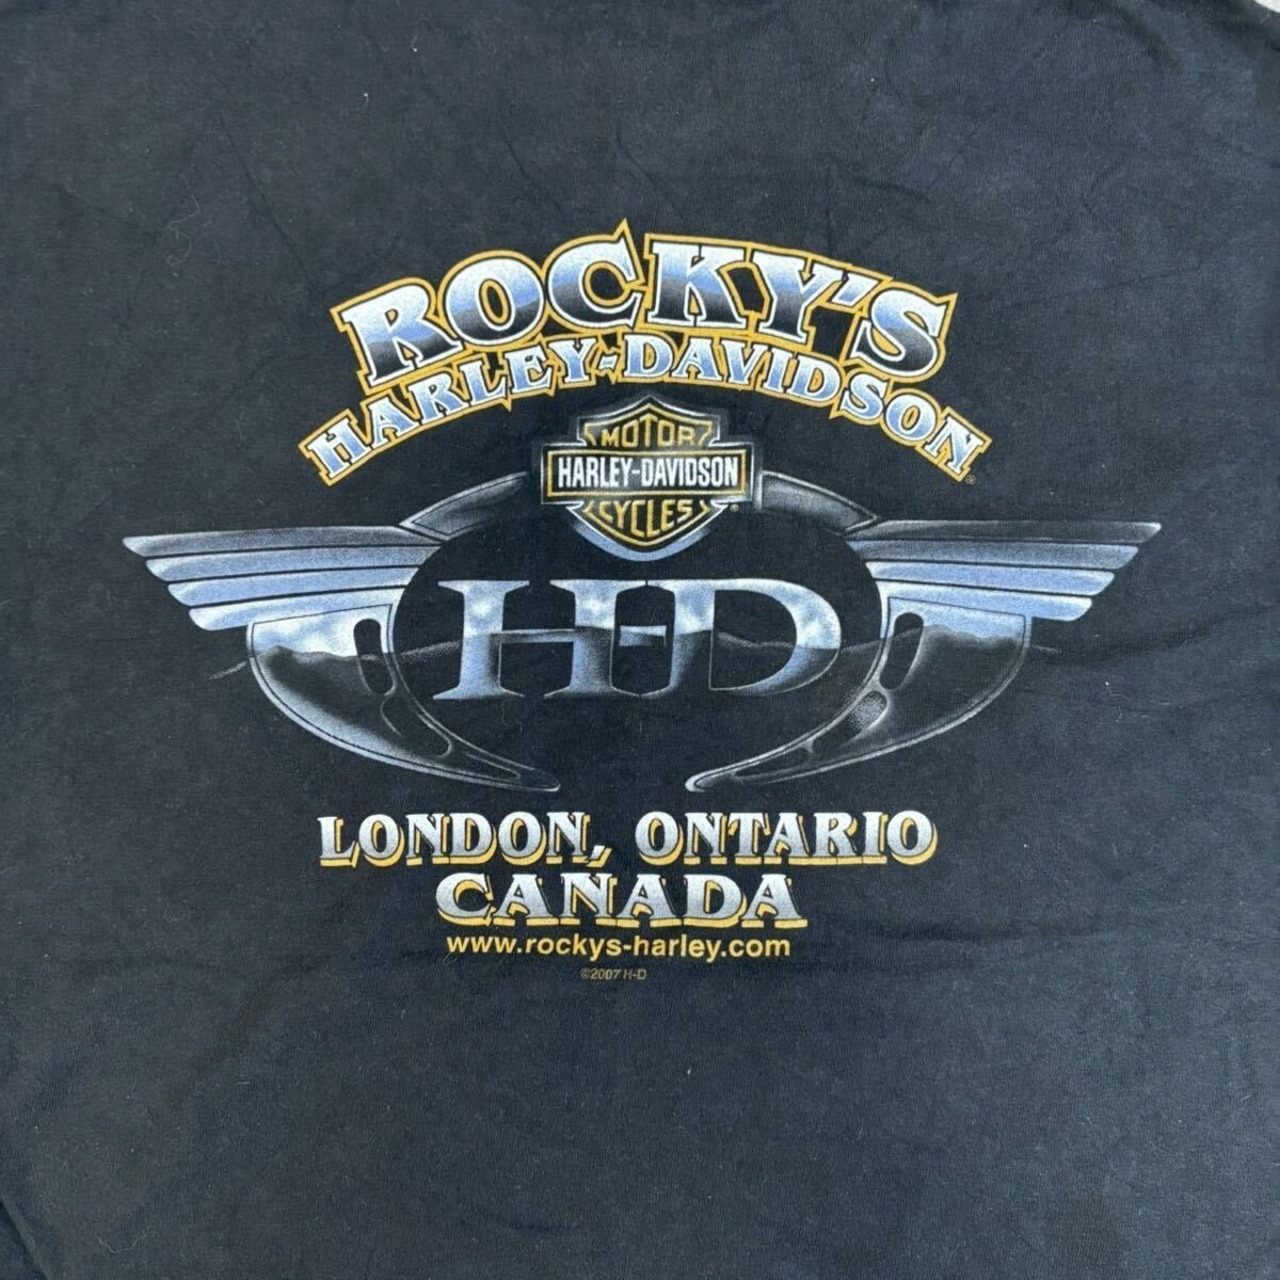 ROCKY'S
HARLEY-DAVIDSON
MOTOR
HARLEY-DAVIDSON
CYCLES
H-D
LONDON, ONTARIO
CANADA
www.rockys-harley.com
©2007 H-D